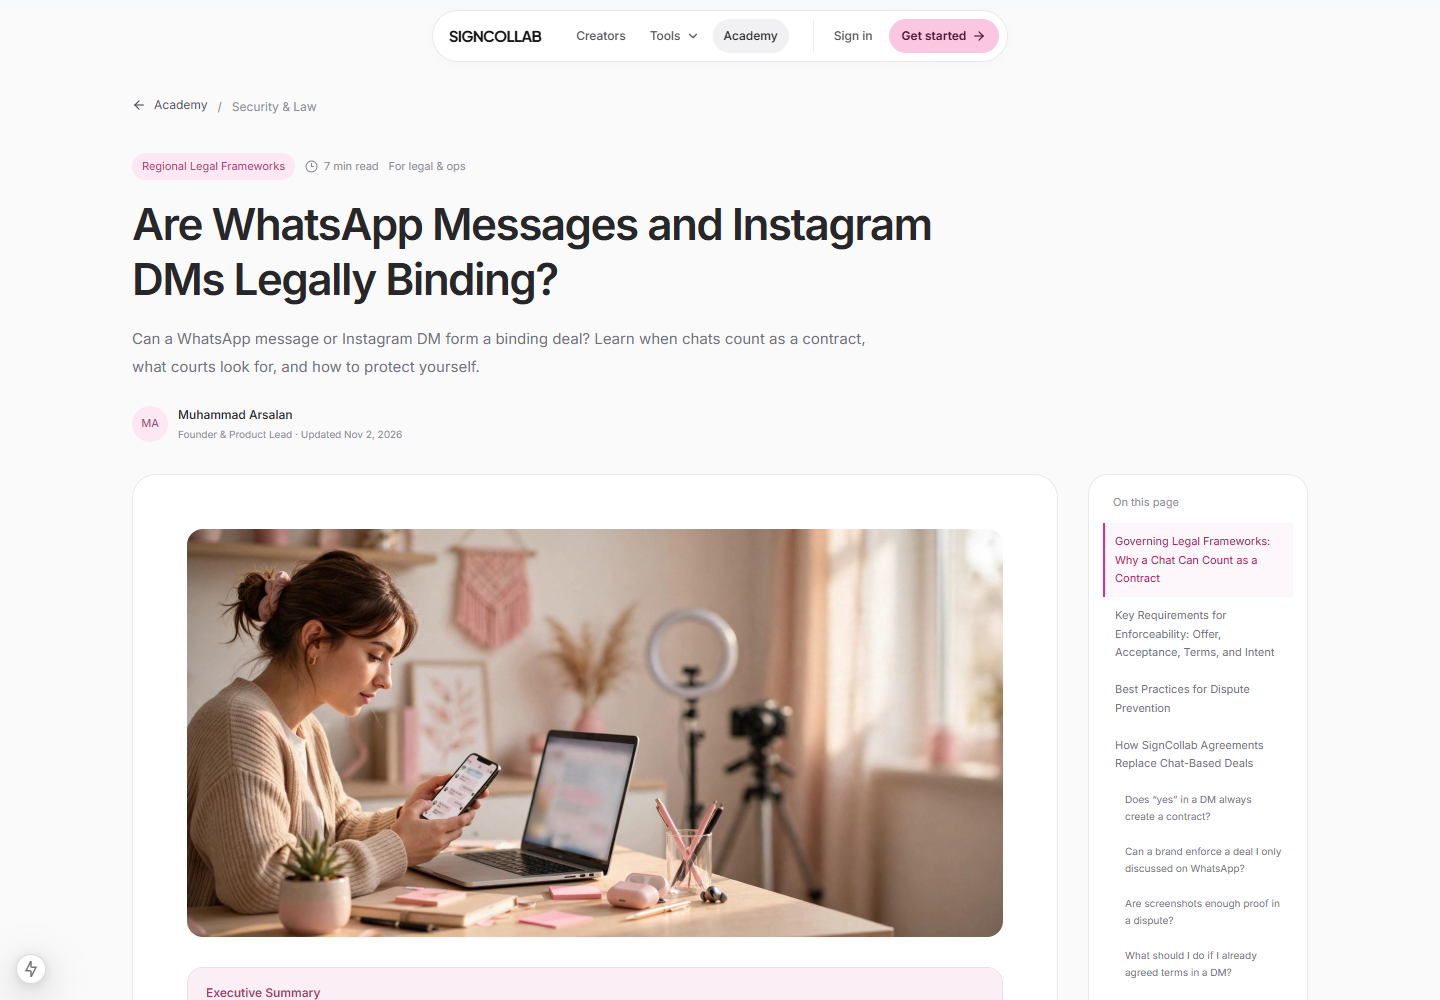 SIGNCOLLAB
Creators
Tools
Academy
Sign in
Get started
Academy / Security & Law
Regional Legal Frameworks
7 min read
For legal & ops
Are WhatsApp Messages and Instagram
DMs Legally Binding?
Can a WhatsApp message or Instagram DM form a binding deal? Learn when chats count as a contract,
what courts look for, and how to protect yourself.
MA
Muhammad Arsalan
Founder & Product Lead · Updated Nov 2, 2026
Executive Summary
On this page
Governing Legal Frameworks:
Why a Chat Can Count as a
Contract
Key Requirements for
Enforceability: Offer,
Acceptance, Terms, and Intent
Best Practices for Dispute
Prevention
How SignCollab Agreements
Replace Chat-Based Deals
Does “yes” in a DM always
create a contract?
Can a brand enforce a deal I only
discussed on WhatsApp?
Are screenshots enough proof in
a dispute?
What should I do if I already
agreed terms in a DM?